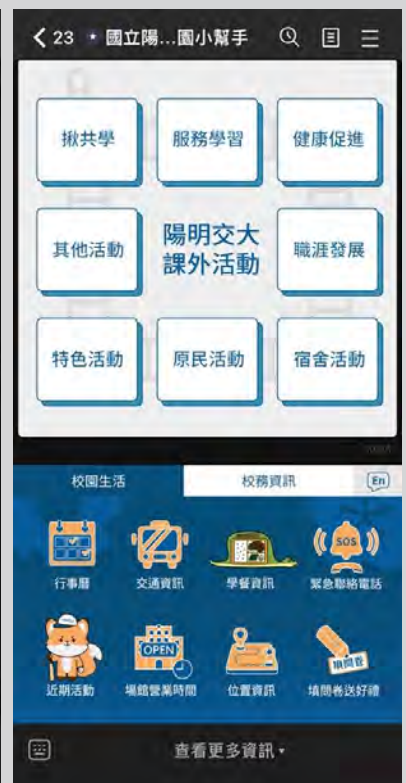 23 國立陽...園小幫手
揪共學 服務學習 健康促進
其他活動 陽明交大 課外活動 職涯發展
特色活動 原民活動 宿舍活動
校園生活 校務資訊 En
SOS
行事曆 交通資訊 學餐資訊 緊急聯絡電話
OPEN 填問卷
近期活動 場館營業時間 位置資訊 填問卷送好禮
查看更多資訊